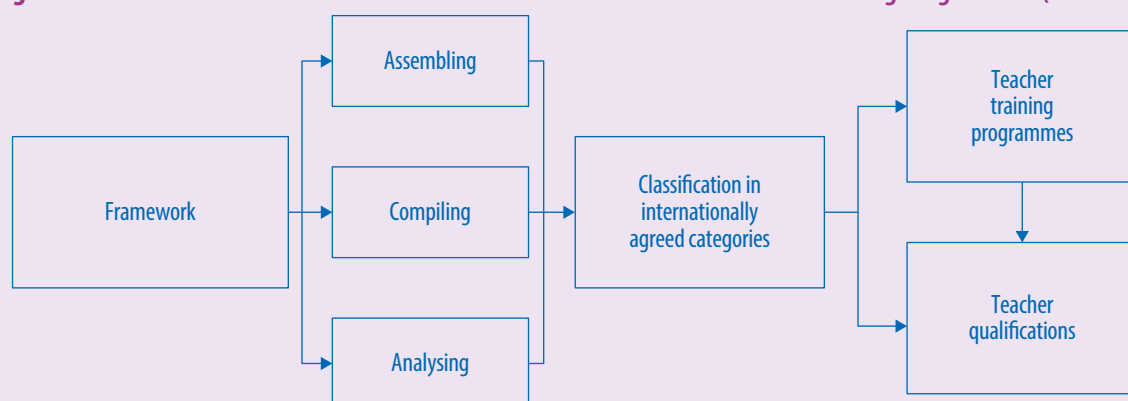 Framework
Assembling
Compiling
Analysing
Classification in
internationally
agreed categories
Teacher
training
programmes
Teacher
qualifications